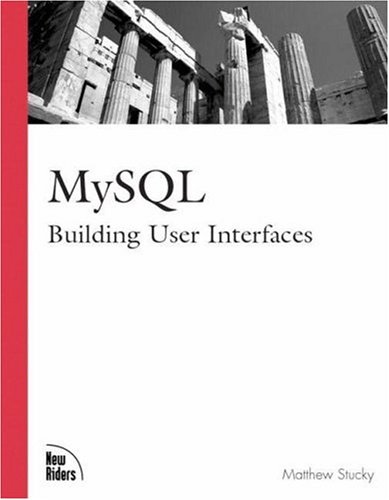 MySQL
Building User Interfaces
New
Riders
Matthew Stucky